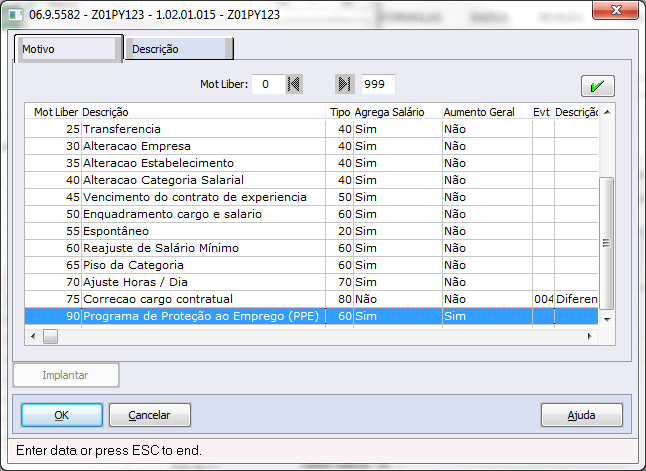 06.9.5582 - Z01PY123 - 1.02.01.015 - Z01PY123
Motivo Descrição
Mot Liber: 0 999
Mot Liber Descrição Tipo Agrega Salário Aumento Geral Evt Descrição
25 Transferencia 40 Sim Não
30 Alteracao Empresa 40 Sim Não
35 Alteracao Estabelecimento 40 Sim Não
40 Alteracao Categoria Salarial 40 Sim Não
45 Vencimento do contrato de experiencia 50 Sim Não
50 Enquadramento cargo e salario 60 Sim Não
55 Espontâneo 20 Sim Não
60 Reajuste de Salário Mínimo 60 Sim Não
65 Piso da Categoria 60 Sim Não
70 Ajuste Horas / Dia 70 Sim Não
75 Correcao cargo contratual 80 Não Não 004 Diferen
90 Programa de Proteção ao Emprego (PPE) 60 Sim Sim
Implantar
OK Cancelar Ajuda
Enter data or press ESC to end.